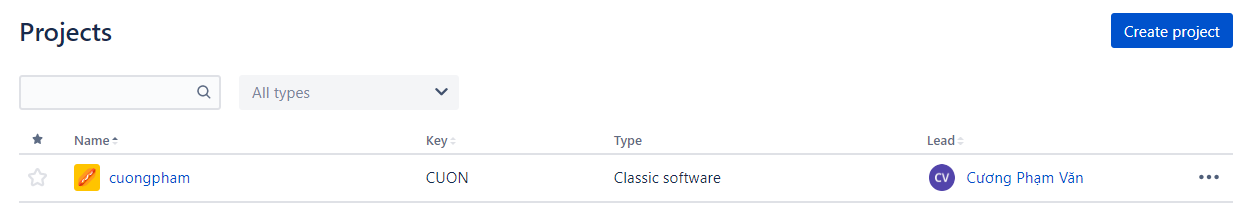 Projects
Create project
All types
Name Key Type Lead
cuongpham CUON Classic software CV Cương Phạm Văn